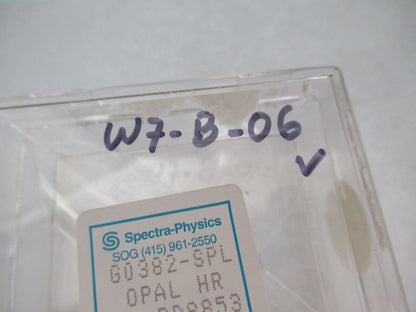 W7-B-06
✓
Spectra-Physics
SOG (415) 961-2550
G0382-SPL
OPAL HR